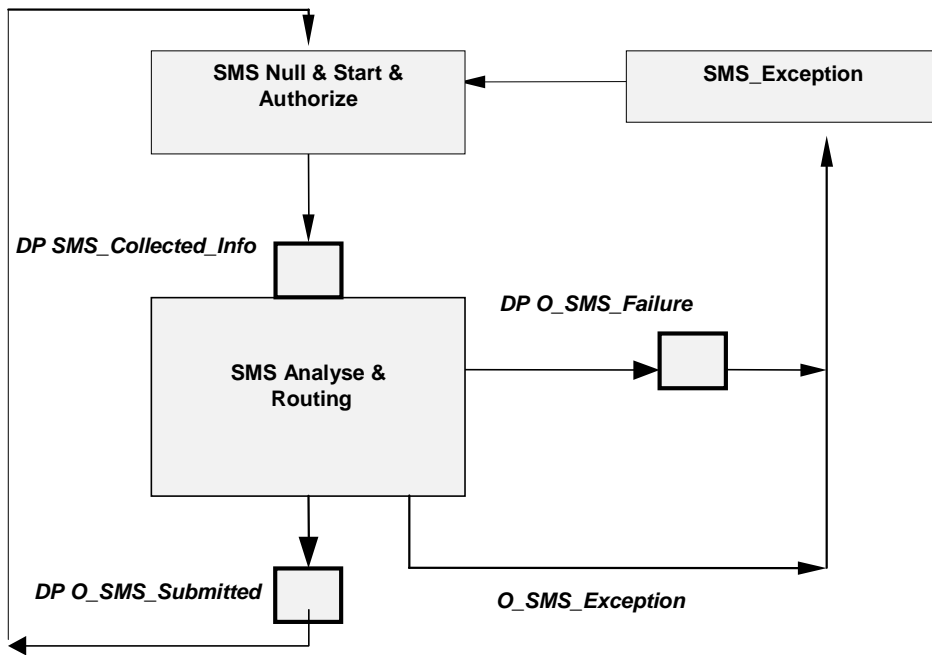 SMS Null & Start &
Authorize
SMS_Exception
DP SMS_Collected_Info
DP O_SMS_Failure
SMS Analyse &
Routing
DP O_SMS_Submitted
O_SMS_Exception